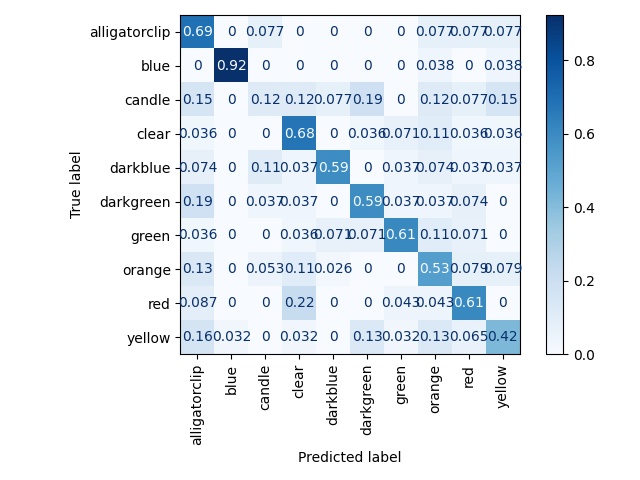 alligatorclip 0.69 0 0.077 0 0 0 0 0.077 0.077 0.077
blue 0 0.92 0 0 0 0 0 0.038 0 0.038
candle 0.15 0 0.12 0.12 0.077 0.19 0 0.12 0.077 0.15
clear 0.036 0 0 0.68 0 0.036 0.071 0.11 0.036 0.036
darkblue 0.074 0 0.11 0.037 0.59 0 0.037 0.074 0.037 0.037
darkgreen 0.19 0 0.037 0.037 0 0.59 0.037 0.037 0.074 0
green 0.036 0 0 0.036 0.071 0.071 0.61 0.11 0.071 0
orange 0.13 0 0.053 0.11 0.026 0 0 0.53 0.079 0.079
red 0.087 0 0 0.22 0 0 0.043 0.043 0.61 0
yellow 0.16 0.032 0 0.032 0 0.13 0.032 0.13 0.065 0.42
True label
alligatorclip blue candle clear darkblue darkgreen green orange red yellow
Predicted label
0.8
0.6
0.4
0.2
0.0